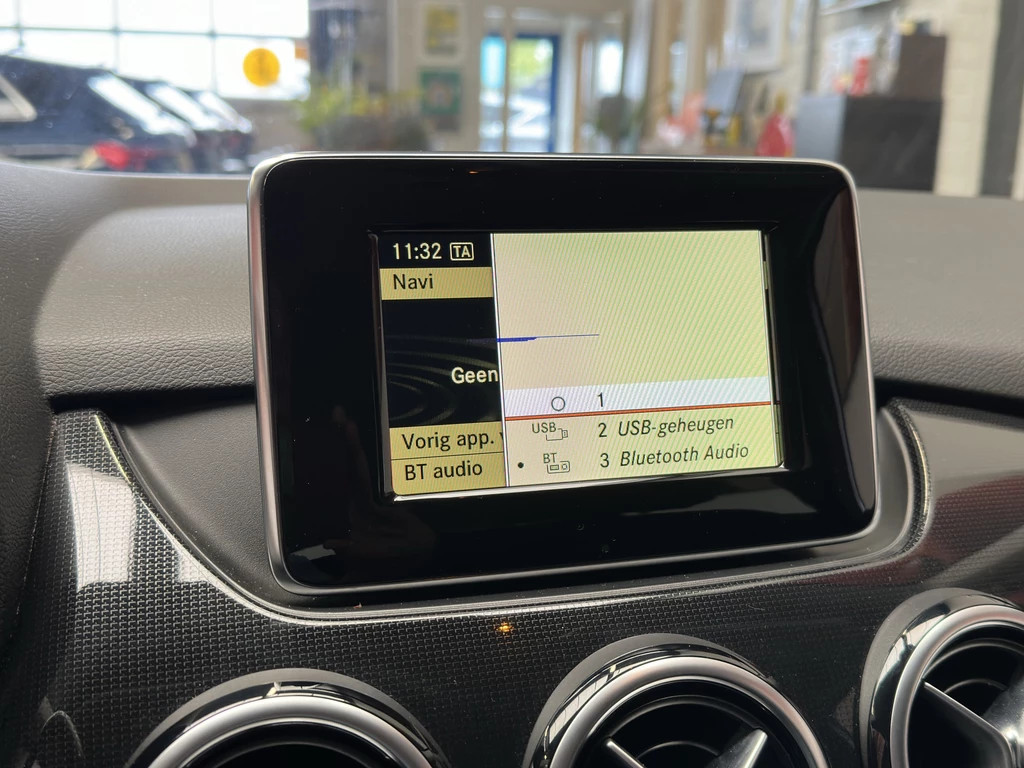 11:32 TA
Navi
Geen
1
USB 2 USB-geheugen
BT 3 Bluetooth Audio
Vorig app.
BT audio